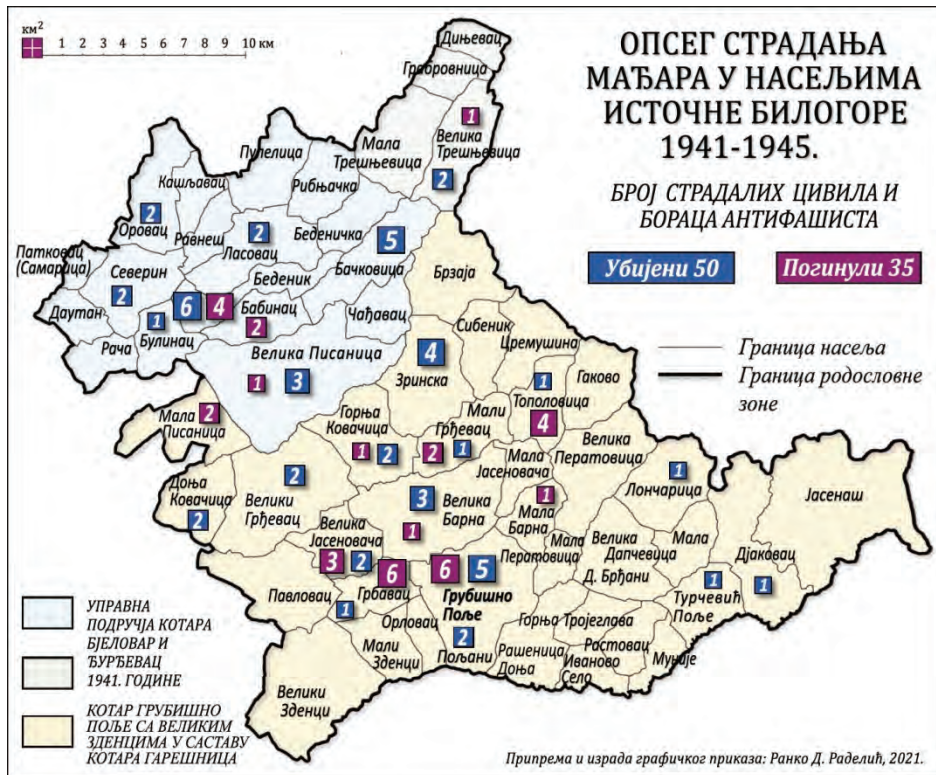 КМ²
1 2 3 4 5 6 7 8 9 10 КМ
ОПСЕГ СТРАДАЊА
МАЂАРА У НАСЕЉИМА
ИСТОЧНЕ БИЛОГОРЕ
1941-1945.
БРОЈ СТРАДАЛИХ ЦИВИЛА И
БОРАЦА АНТИФАШИСТА
Убијени 50
Погинули 35
Граница насеља
Граница родословне
зоне
Дињевац
Грабровница
1
Велика
Трешњевица
2
Мала
Трешњевица
Пупелица
Рибњачка
Кашљавац
2
Оровац
Равнеш
2
Ласовац
Беденичка
5
Бачковица
Патковац
(Самарица)
Северин
2
Беденик
6
4
Бабинац
2
Чађавац
Даутан
1
Булинац
Рача
Велика Писаница
1
3
Брзаја
Сибеник
Цремушина
4
Зринска
1
Тополовица
4
Гаково
Мала
Писаница
2
Горња
Ковачица
1
2
Мали
Грђевац
2
1
Мала
Јасеновача
Велика
Ператовица
1
Лончарица
Јасенаш
Доња
Ковачица
2
2
Велики
Грђевац
3
Велика
Барна
1
1
Мала
Барна
Мала
Ператовица
Велика
Дапчевица
Мала
Д. Брђани
Дјаковац
1
1
Турчевић
Поље
Велика
Јасеновача
3
2
6
Грбавац
6
5
Грубишно
Поље
Павловац
1
Орловац
2
Пољани
Мали
Зденци
Велики
Зденци
Горња
Рашеница
Доња
Тројеглава
Растовац
Иваново
Село
Муније
УПРАВНА
ПОДРУЧЈА КОТАРА
БЈЕЛОВАР И
ЂУРЂЕВАЦ
1941. ГОДИНЕ
КОТАР ГРУБИШНО
ПОЉЕ СА ВЕЛИКИМ
ЗДЕНЦИМА У САСТАВУ
КОТАРА ГАРЕШНИЦА
Припрема и израда графичког приказа: Ранко Д. Раделић, 2021.